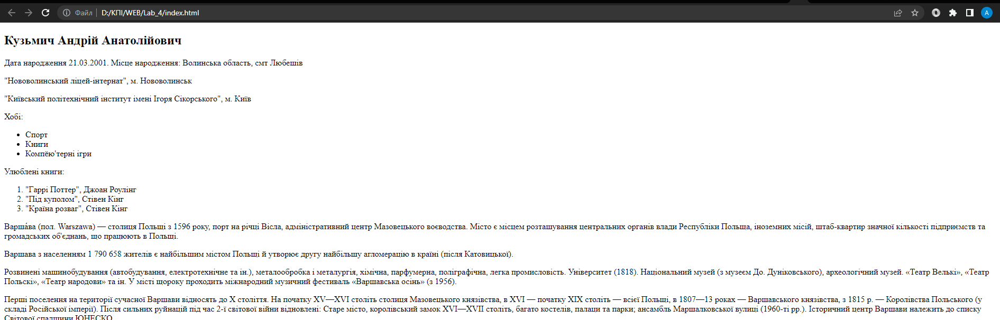 Файл D:/КПІ/WEB/Lab_4/index.html A
Кузьмич Андрій Анатолійович
Дата народження 21.03.2001. Місце народження: Волинська область, смт Любешів
"Нововолинський ліцей-інтернат", м. Нововолинськ
"Київський політехнічний інститут імені Ігоря Сікорського", м. Київ
Хобі:
• Спорт
• Книги
• Компёю'терні ігри
Улюблені книги:
1. "Гаррі Поттер", Джоан Роулінг
2. "Під куполом", Стівен Кінг
3. "Країна розваг", Стівен Кінг
Варша́ва (пол. Warszawa) — столиця Польщі з 1596 року, порт на річці Вісла, адміністративний центр Мазовецького воєводства. Місто є місцем розташування центральних органів влади Республіки Польща, іноземних місій, штаб-квартир значної кількості підприємств та
громадських об'єднань, що працюють в Польщі.
Варшава з населенням 1 790 658 жителів є найбільшим містом Польщі й утворює другу найбільшу агломерацію в країні (після Катовицької).
Розвинені машинобудування (автобудування, електротехнічне та ін.), металообробка і металургія, хімічна, парфумерна, поліграфічна, легка промисловість. Університет (1818). Національний музей (з музеєм До. Дуніковського), археологічний музей. «Театр Велькі», «Театр
Польскі», «Театр народови» та ін. У місті щороку проходить міжнародний музичний фестиваль «Варшавська осінь» (з 1956).
Перші поселення на території сучасної Варшави відносять до X століття. На початку XV—XVI століть столиця Мазовецького князівства, в XVI — початку XIX століть — всієї Польщі, в 1807—13 роках — Варшавського князівства, з 1815 р. — Королівства Польського (у
складі Російської імперії). Після сильних руйнацій під час 2-ї світової війни відновлені: Старе місто, королівський замок XVI—XVII століть, багато костелів, палаци та парки; ансамбль Маршалковської вулиці (1960-ті рр.). Історичний центр Варшави належить до списку
Світової спадщини ЮНЕСКО